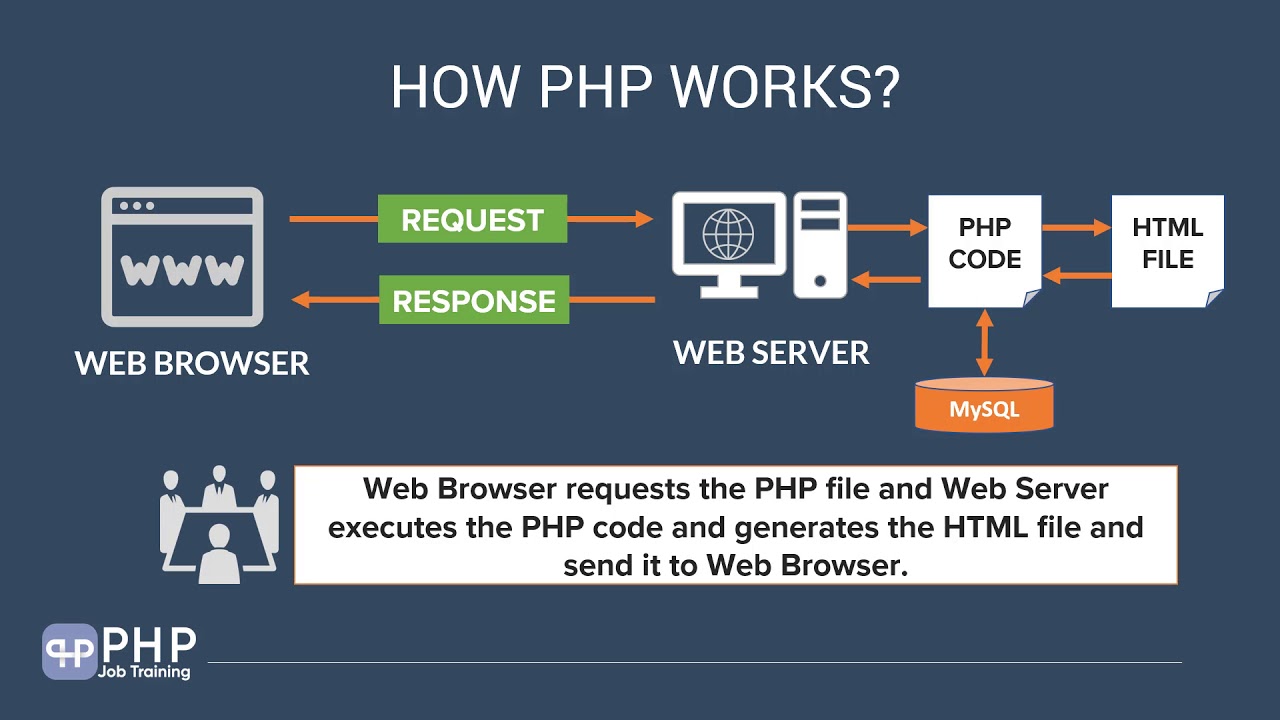 HOW PHP WORKS?
WWW
REQUEST
RESPONSE
WEB BROWSER
WEB SERVER
PHP
CODE
HTML
FILE
MySQL
Web Browser requests the PHP file and Web Server
executes the PHP code and generates the HTML file and
send it to Web Browser.
php PHP
Job Training